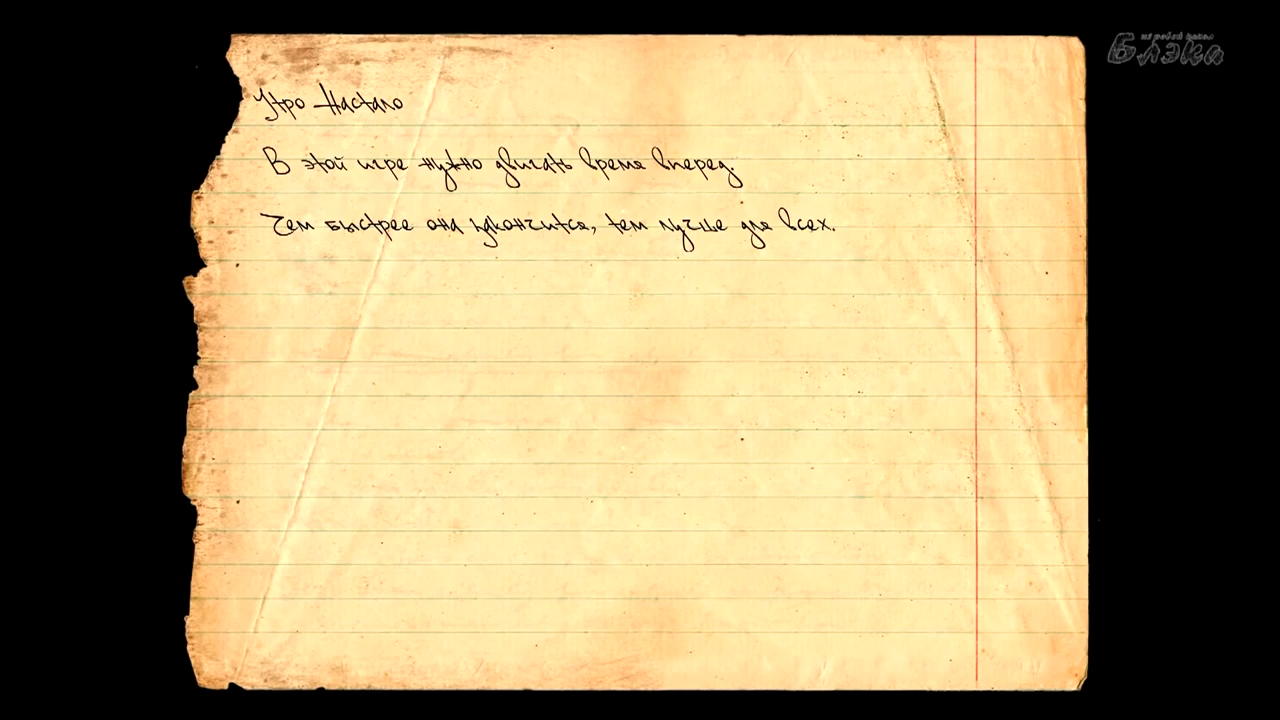 Блэка
Утро Настало
В этой игре нужно двигать время вперед.
Чем быстрее она закончится, тем лучше для всех.